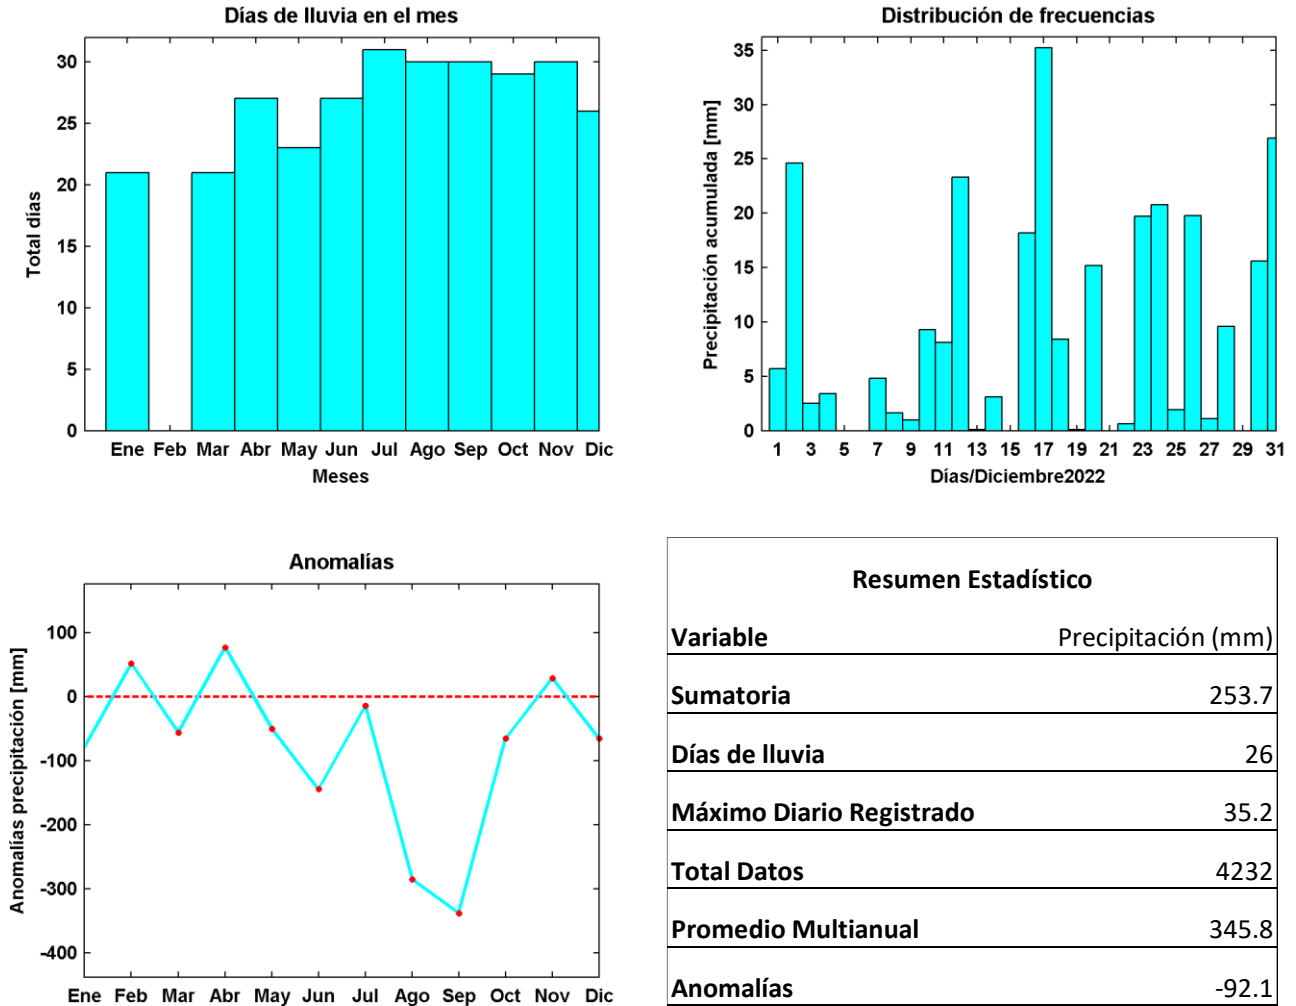 Días de lluvia en el mes
Total días
30
25
20
15
10
5
0
Ene Feb Mar Abr May Jun Jul Ago Sep Oct Nov Dic
Meses
Distribución de frecuencias
Precipitación acumulada [mm]
35
30
25
20
15
10
5
0
1 3 5 7 9 11 13 15 17 19 21 23 25 27 29 31
Días/Diciembre2022
Anomalías
Anomalías precipitación [mm]
100
0
-100
-200
-300
-400
Ene Feb Mar Abr May Jun Jul Ago Sep Oct Nov Dic
Resumen Estadístico
Variable Precipitación (mm)
Sumatoria 253.7
Días de lluvia 26
Máximo Diario Registrado 35.2
Total Datos 4232
Promedio Multianual 345.8
Anomalías -92.1